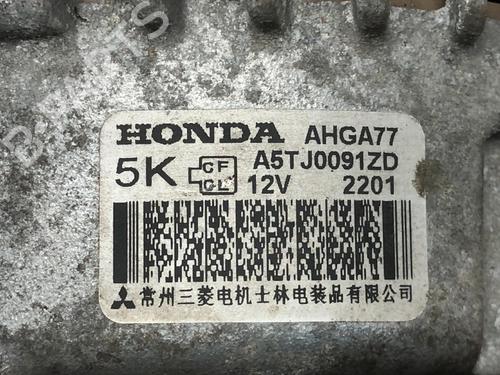 B-PARTS
HONDA AHGA77
5K CF CL A5TJ0091ZD
12V 2201
常州三菱电机士林电装品有限公司